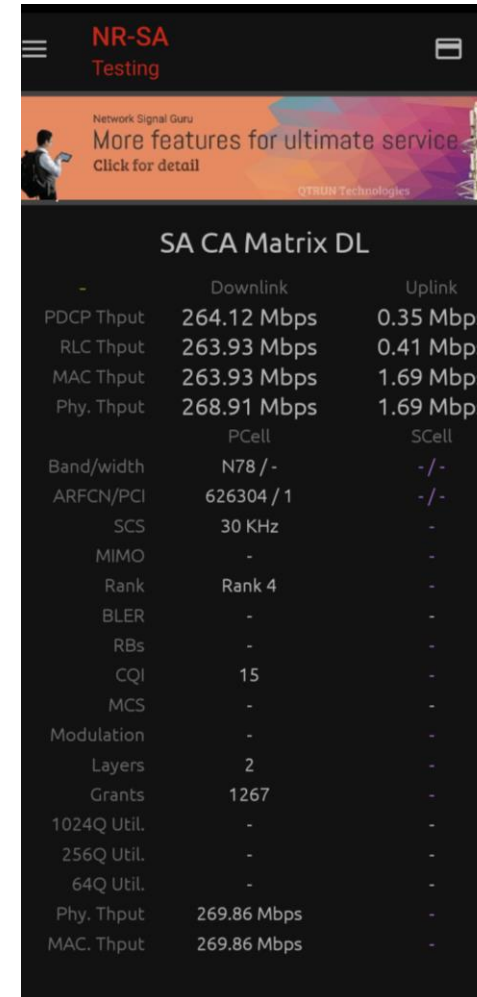 NR-SA
Testing
Network Signal Guru
More features for ultimate service
Click for detail
QTRUN Technologies
SA CA Matrix DL
- Downlink Uplink
PDCP Thput 264.12 Mbps 0.35 Mbp
RLC Thput 263.93 Mbps 0.41 Mbp
MAC Thput 263.93 Mbps 1.69 Mbp
Phy. Thput 268.91 Mbps 1.69 Mbp
PCell SCell
Band/width N78 / - - / -
ARFCN/PCI 626304 / 1 - / -
SCS 30 KHz -
MIMO - -
Rank Rank 4 -
BLER - -
RBs - -
CQI 15 -
MCS - -
Modulation - -
Layers 2 -
Grants 1267 -
1024Q Util. - -
256Q Util. - -
64Q Util. - -
Phy. Thput 269.86 Mbps -
MAC. Thput 269.86 Mbps -